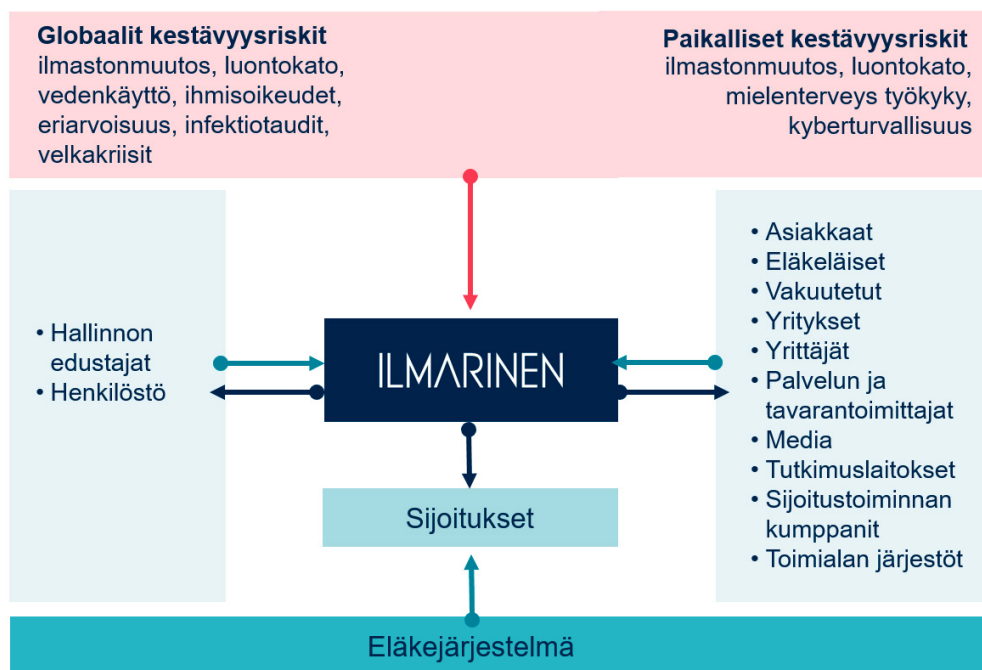 Globaalit kestävyysriskit
ilmastonmuutos, luontokato,
vedenkäyttö, ihmisoikeudet,
eriarvoisuus, infektiotaudit,
velkakriisit
Paikalliset kestävyysriskit
ilmastonmuutos, luontokato,
mielenterveys työkyky,
kyberturvallisuus
• Hallinnon
edustajat
• Henkilöstö
ILMARINEN
• Asiakkaat
• Eläkeläiset
• Vakuutetut
• Yritykset
• Yrittäjät
• Palvelun ja
tavarantoimittajat
• Media
• Tutkimuslaitokset
• Sijoitustoiminnan
kumppanit
• Toimialan järjestöt
Sijoitukset
Eläkejärjestelmä